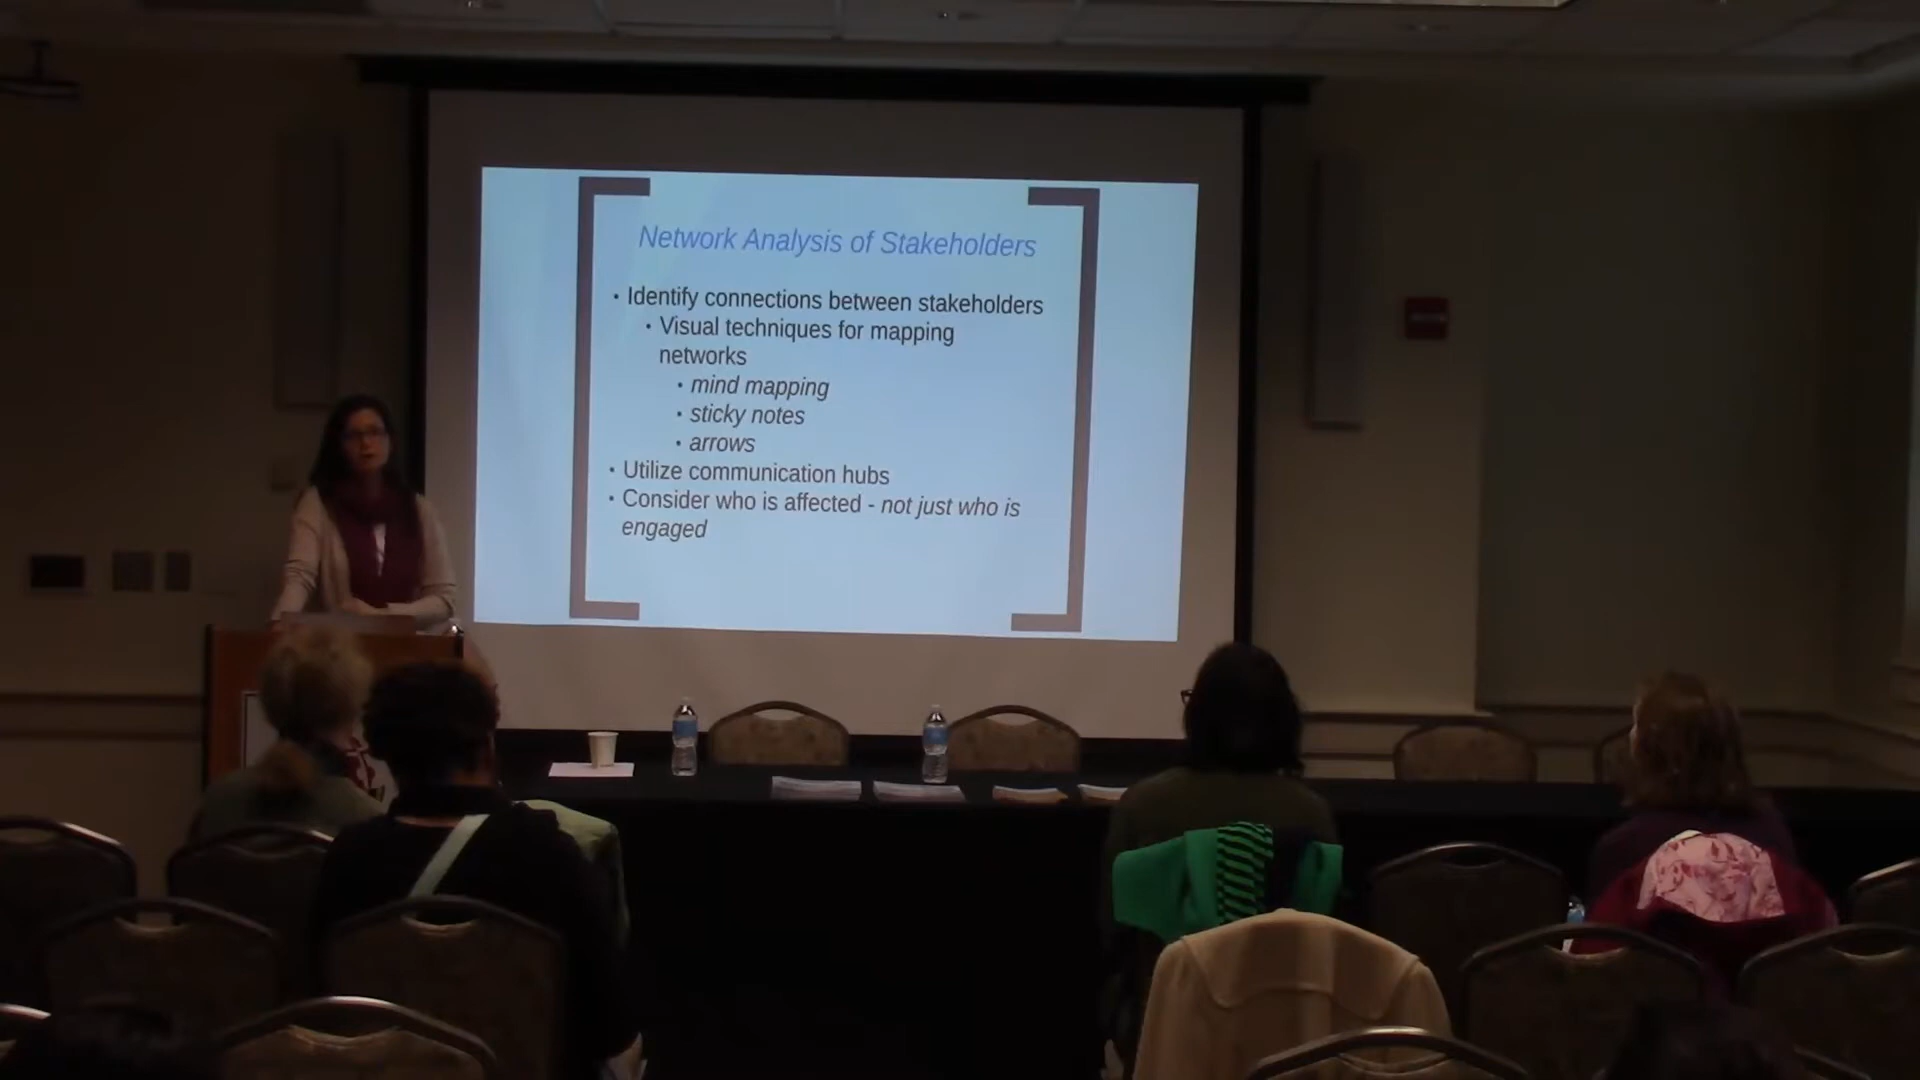 Network Analysis of Stakeholders
• Identify connections between stakeholders
• Visual techniques for mapping
networks
• mind mapping
• sticky notes
• arrows
• Utilize communication hubs
• Consider who is affected - not just who is
engaged